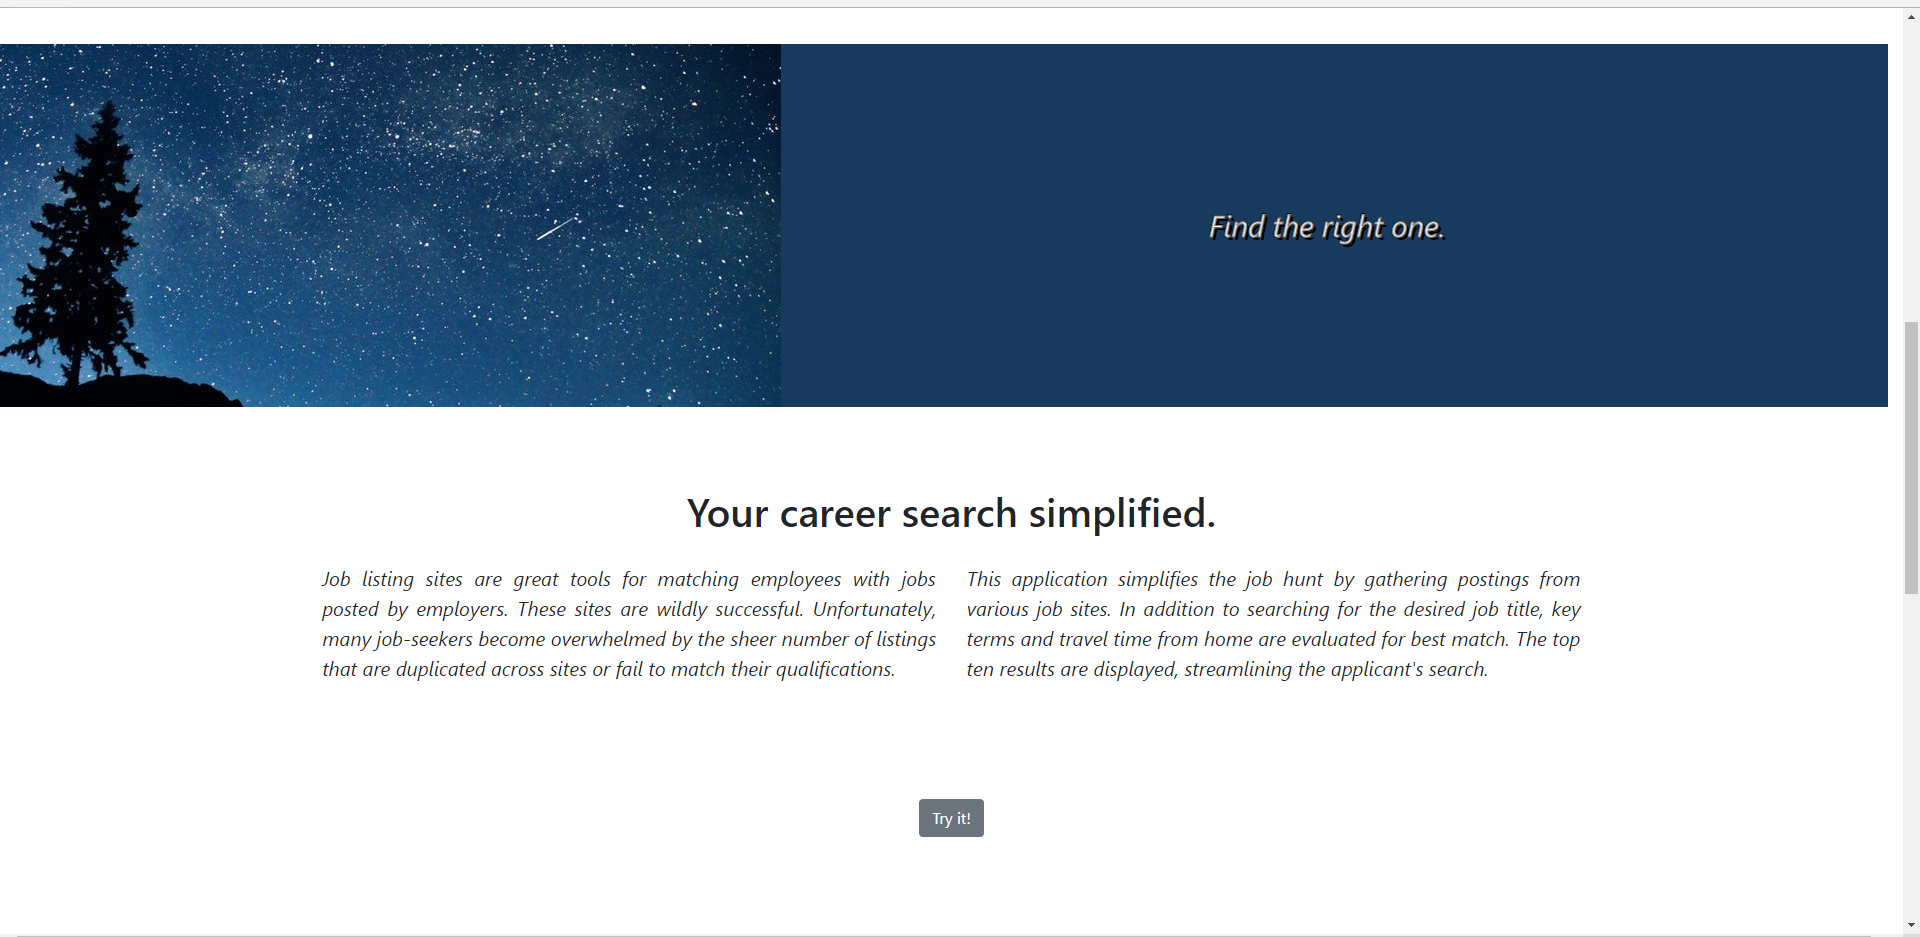 Find the right one.
Your career search simplified.
Job listing sites are great tools for matching employees with jobs
posted by employers. These sites are wildly successful. Unfortunately,
many job-seekers become overwhelmed by the sheer number of listings
that are duplicated across sites or fail to match their qualifications.
This application simplifies the job hunt by gathering postings from
various job sites. In addition to searching for the desired job title, key
terms and travel time from home are evaluated for best match. The top
ten results are displayed, streamlining the applicant's search.
Try it!